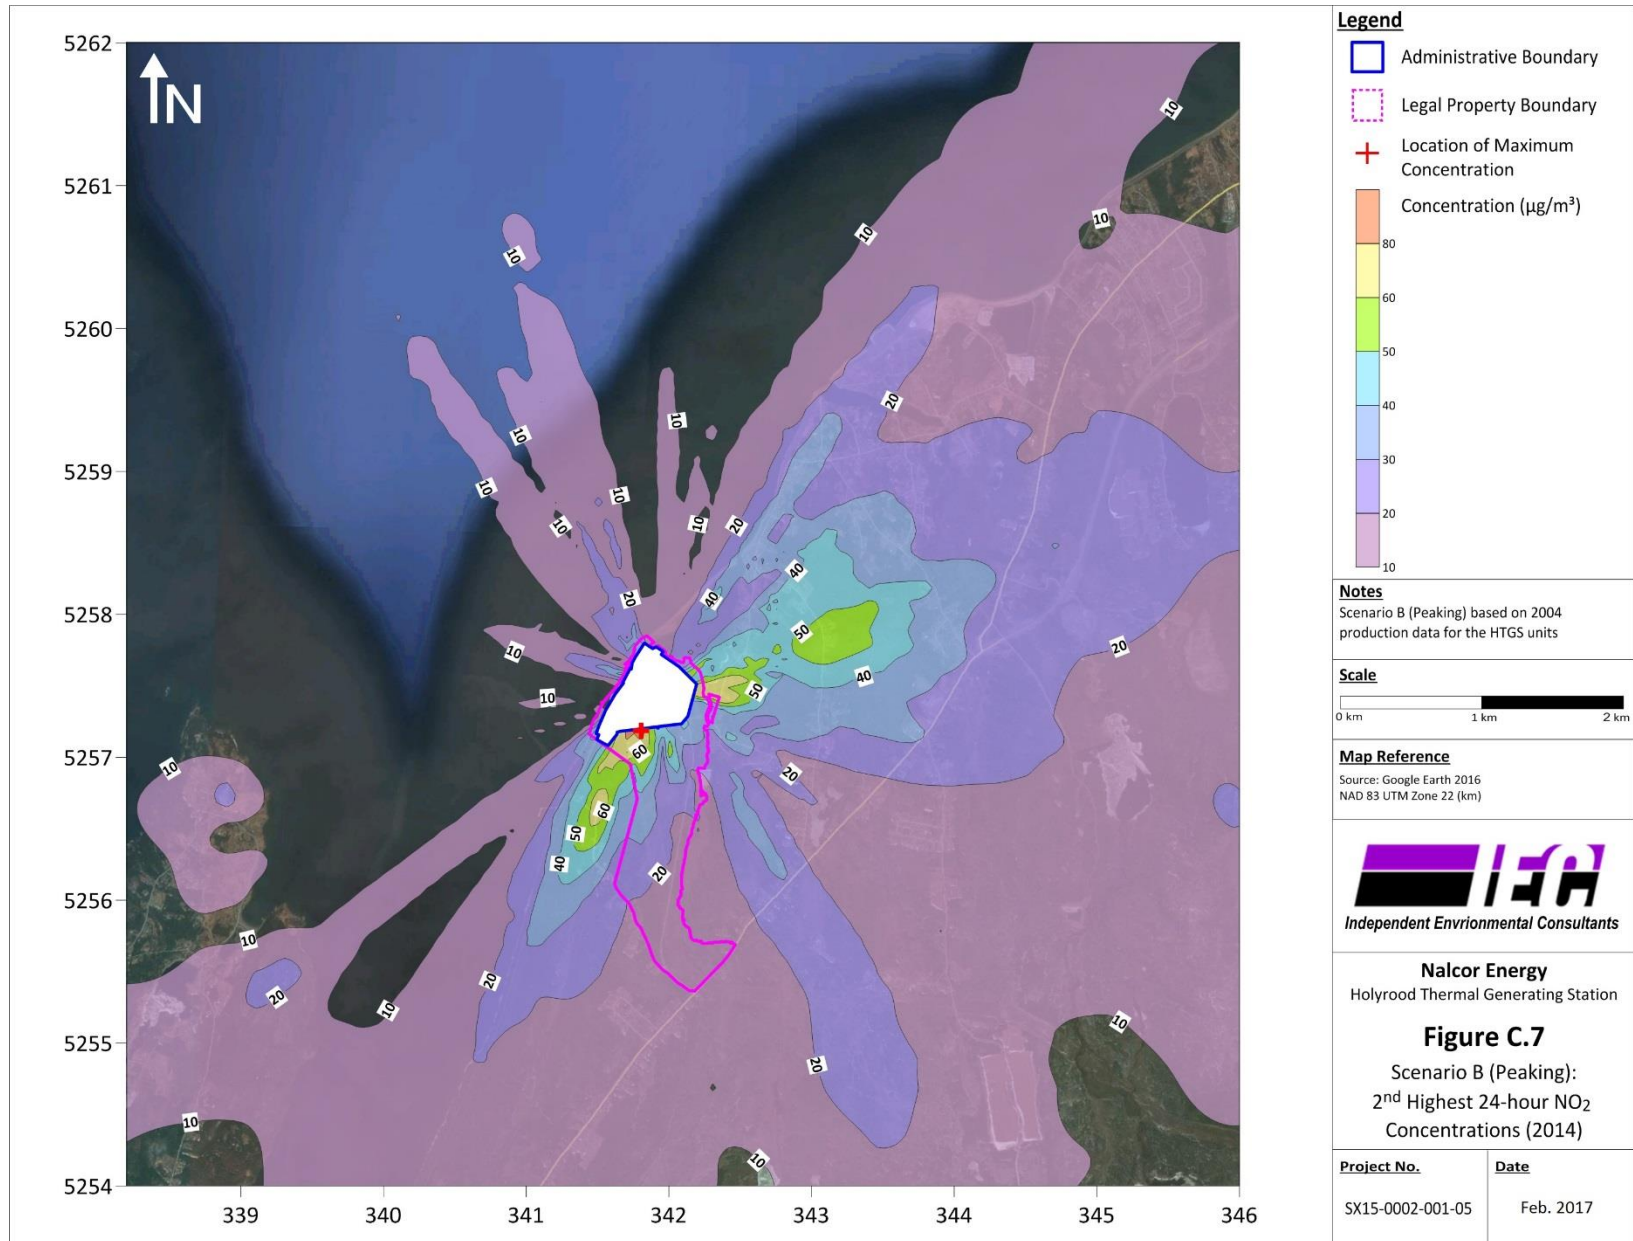 5262
5261
5260
5259
5258
5257
5256
5255
5254
339
340
341
342
343
344
345
346
N
10
10
10
10
10
10
20
10
10
10
10
10
10
10
20
20
40
40
50
40
50
20
10
10
60
60
50
40
20
20
20
10
10
20
10
20
10
10
10
Legend
Administrative Boundary
Legal Property Boundary
Location of Maximum
Concentration
Concentration (µg/m³)
80
60
50
40
30
20
10
Notes
Scenario B (Peaking) based on 2004
production data for the HTGS units
Scale
0 km
1 km
2 km
Map Reference
Source: Google Earth 2016
NAD 83 UTM Zone 22 (km)
IEC
Independent Envrionmental Consultants
Nalcor Energy
Holyrood Thermal Generating Station
Figure C.7
Scenario B (Peaking):
2nd Highest 24-hour NO2
Concentrations (2014)
Project No.
SX15-0002-001-05
Date
Feb. 2017